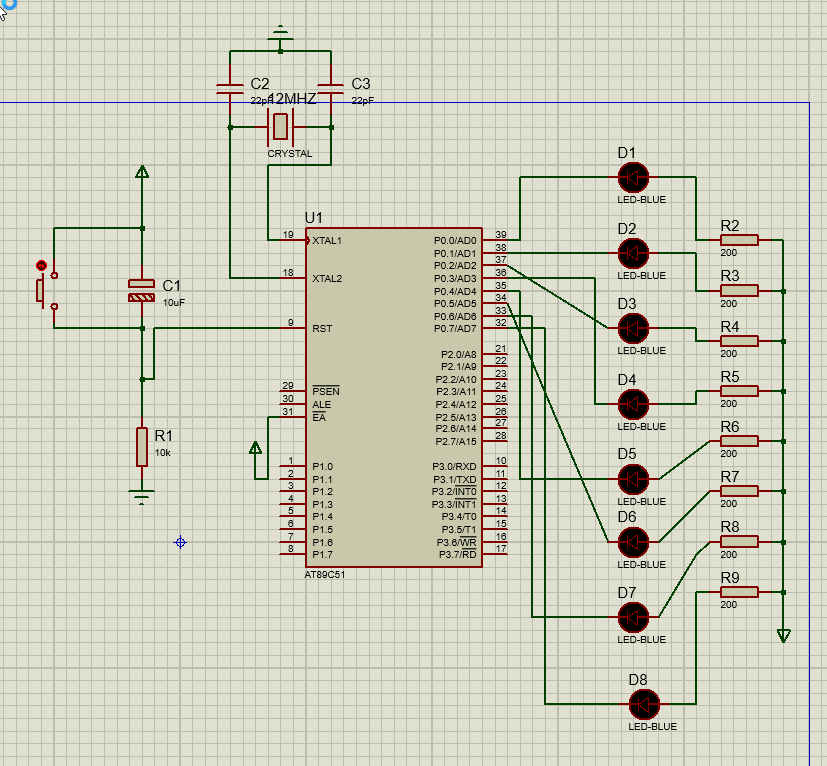 C2
22pF
C3
22pF
12MHZ
CRYSTAL
C1
10uF
R1
10k
U1
19 XTAL1
18 XTAL2
9 RST
29 PSEN
30 ALE
31 EA
1 P1.0
2 P1.1
3 P1.2
4 P1.3
5 P1.4
6 P1.5
7 P1.6
8 P1.7
P0.0/AD0 39
P0.1/AD1 38
P0.2/AD2 37
P0.3/AD3 36
P0.4/AD4 35
P0.5/AD5 34
P0.6/AD6 33
P0.7/AD7 32
P2.0/A8 21
P2.1/A9 22
P2.2/A10 23
P2.3/A11 24
P2.4/A12 25
P2.5/A13 26
P2.6/A14 27
P2.7/A15 28
P3.0/RXD 10
P3.1/TXD 11
P3.2/INT0 12
P3.3/INT1 13
P3.4/T0 14
P3.5/T1 15
P3.6/WR 16
P3.7/RD 17
AT89C51
D1
LED-BLUE
D2
LED-BLUE
D3
LED-BLUE
D4
LED-BLUE
D5
LED-BLUE
D6
LED-BLUE
D7
LED-BLUE
D8
LED-BLUE
R2
200
R3
200
R4
200
R5
200
R6
200
R7
200
R8
200
R9
200